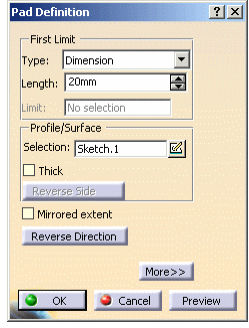 Pad Definition
First Limit
Type: Dimension
Length: 20mm
Limit: No selection
Profile/Surface
Selection: Sketch.1
Thick
Reverse Side
Mirrored extent
Reverse Direction
More>>
OK Cancel Preview